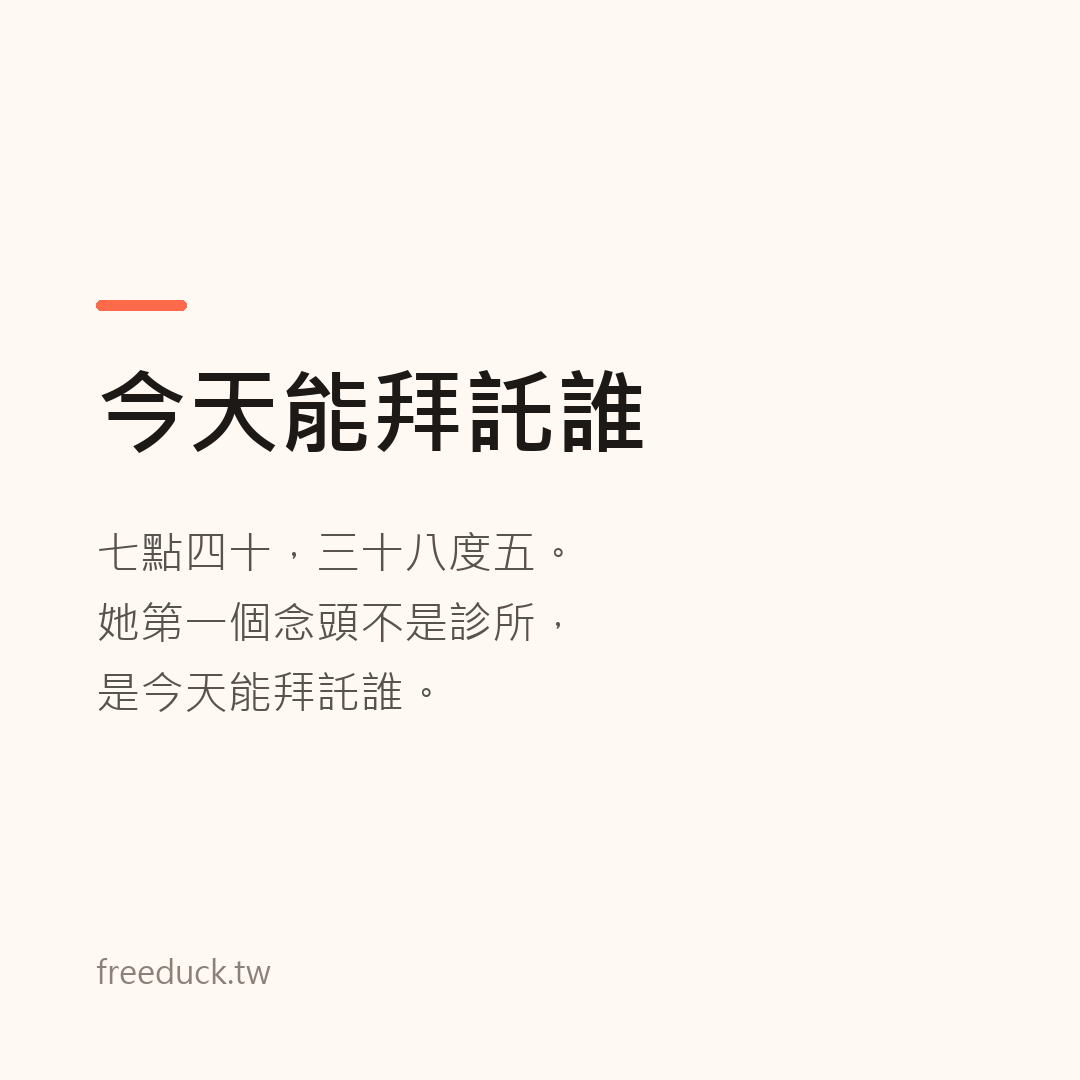 今天能拜託誰
七點四十，三十八度五。
她第一個念頭不是診所，
是今天能拜託誰。
freeduck.tw